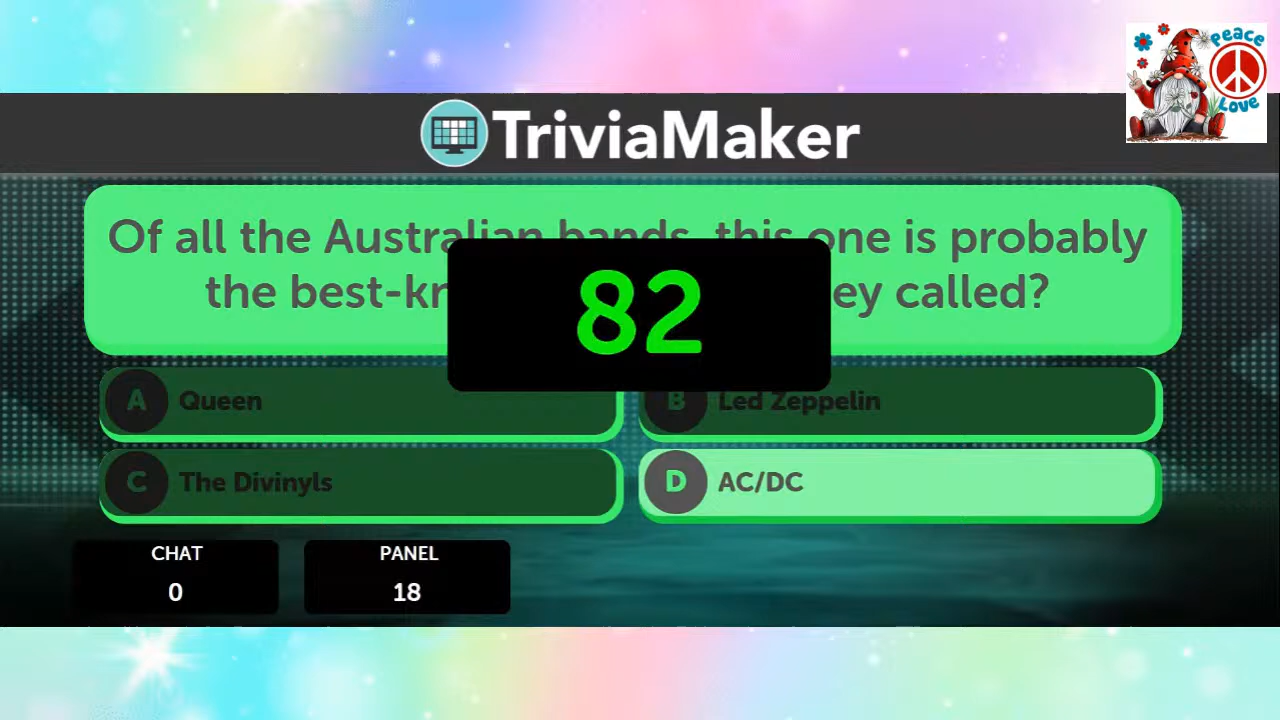 Peace
Love
TriviaMaker
Of all the Australian bands, this one is probably
the best-kr ey called?
82
A Queen
B Led Zeppelin
C The Divinyls
D AC/DC
CHAT
0
PANEL
18